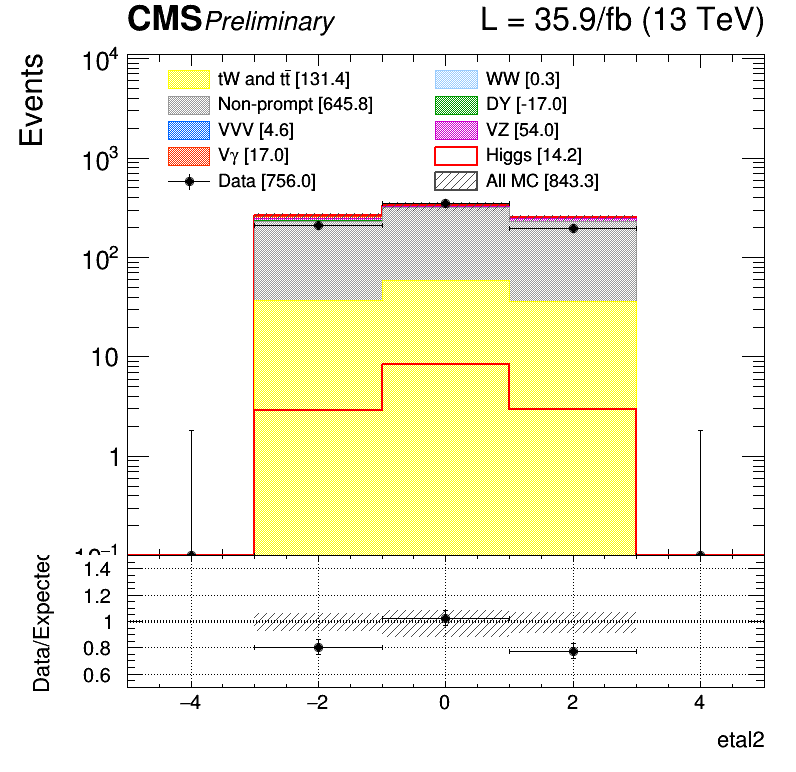 CMS Preliminary L = 35.9/fb (13 TeV)
Events
10⁴
10³
10²
10
1
tW and tt̄ [131.4]
WW [0.3]
Non-prompt [645.8]
DY [-17.0]
VVV [4.6]
VZ [54.0]
Vγ [17.0]
Higgs [14.2]
Data [756.0]
All MC [843.3]
Data/Expected
1.4
1.2
1
0.8
0.6
−4 −2 0 2 4
etal2